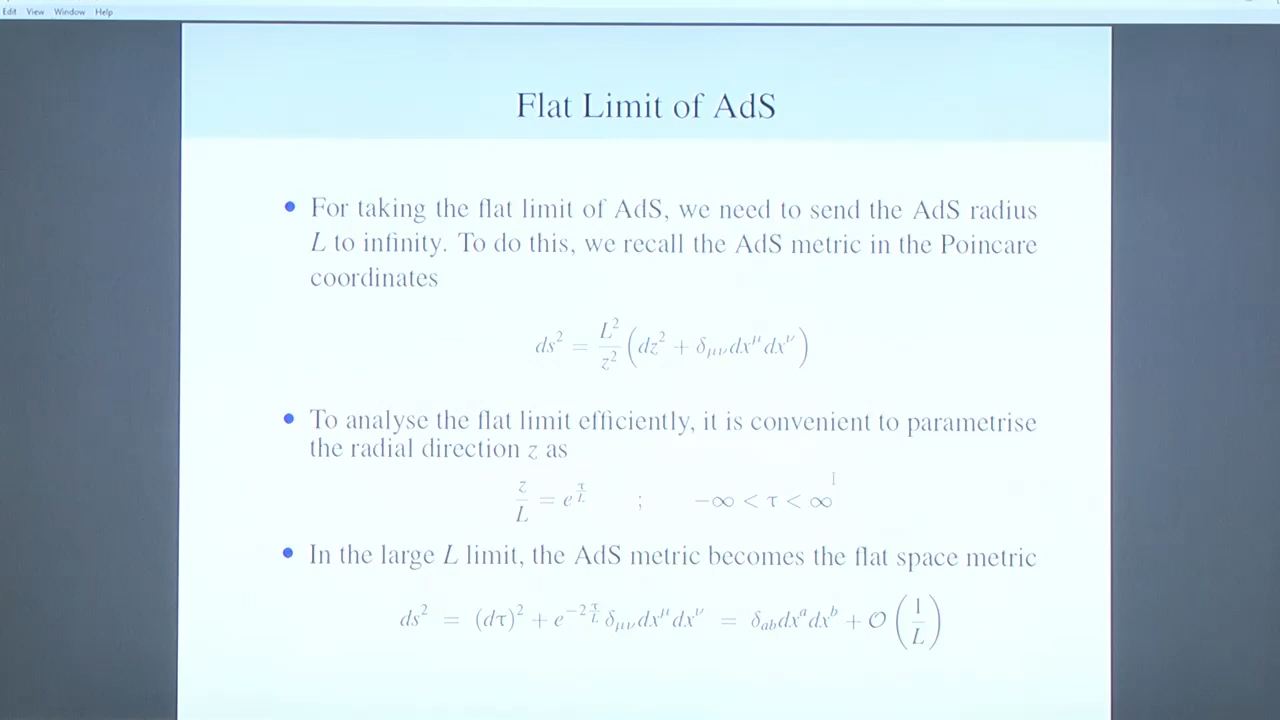 Edit View Window Help
Flat Limit of AdS
• For taking the flat limit of AdS, we need to send the AdS radius
L to infinity. To do this, we recall the AdS metric in the Poincare
coordinates
ds² = L²/z² (dz² + δ_μν dx^μ dx^ν)
• To analyse the flat limit efficiently, it is convenient to parametrise
the radial direction z as
z/L = e^{τ/L} ; −∞ < τ < ∞
• In the large L limit, the AdS metric becomes the flat space metric
ds² = (dτ)² + e^{−2τ/L} δ_μν dx^μ dx^ν = δ_ab dx^a dx^b + O(1/L)